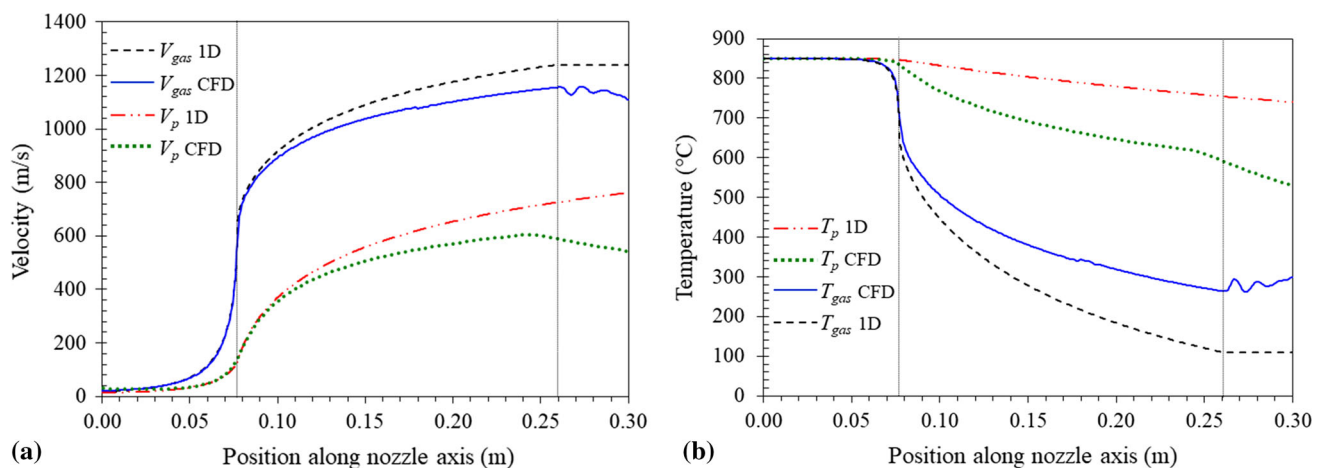 1400
1200
1000
800
600
400
200
0
Velocity (m/s)
V_gas 1D
V_gas CFD
V_p 1D
V_p CFD
0.00 0.05 0.10 0.15 0.20 0.25 0.30
Position along nozzle axis (m)
(a)
900
800
700
600
500
400
300
200
100
0
Temperature (°C)
T_p 1D
T_p CFD
T_gas CFD
T_gas 1D
0.00 0.05 0.10 0.15 0.20 0.25 0.30
Position along nozzle axis (m)
(b)